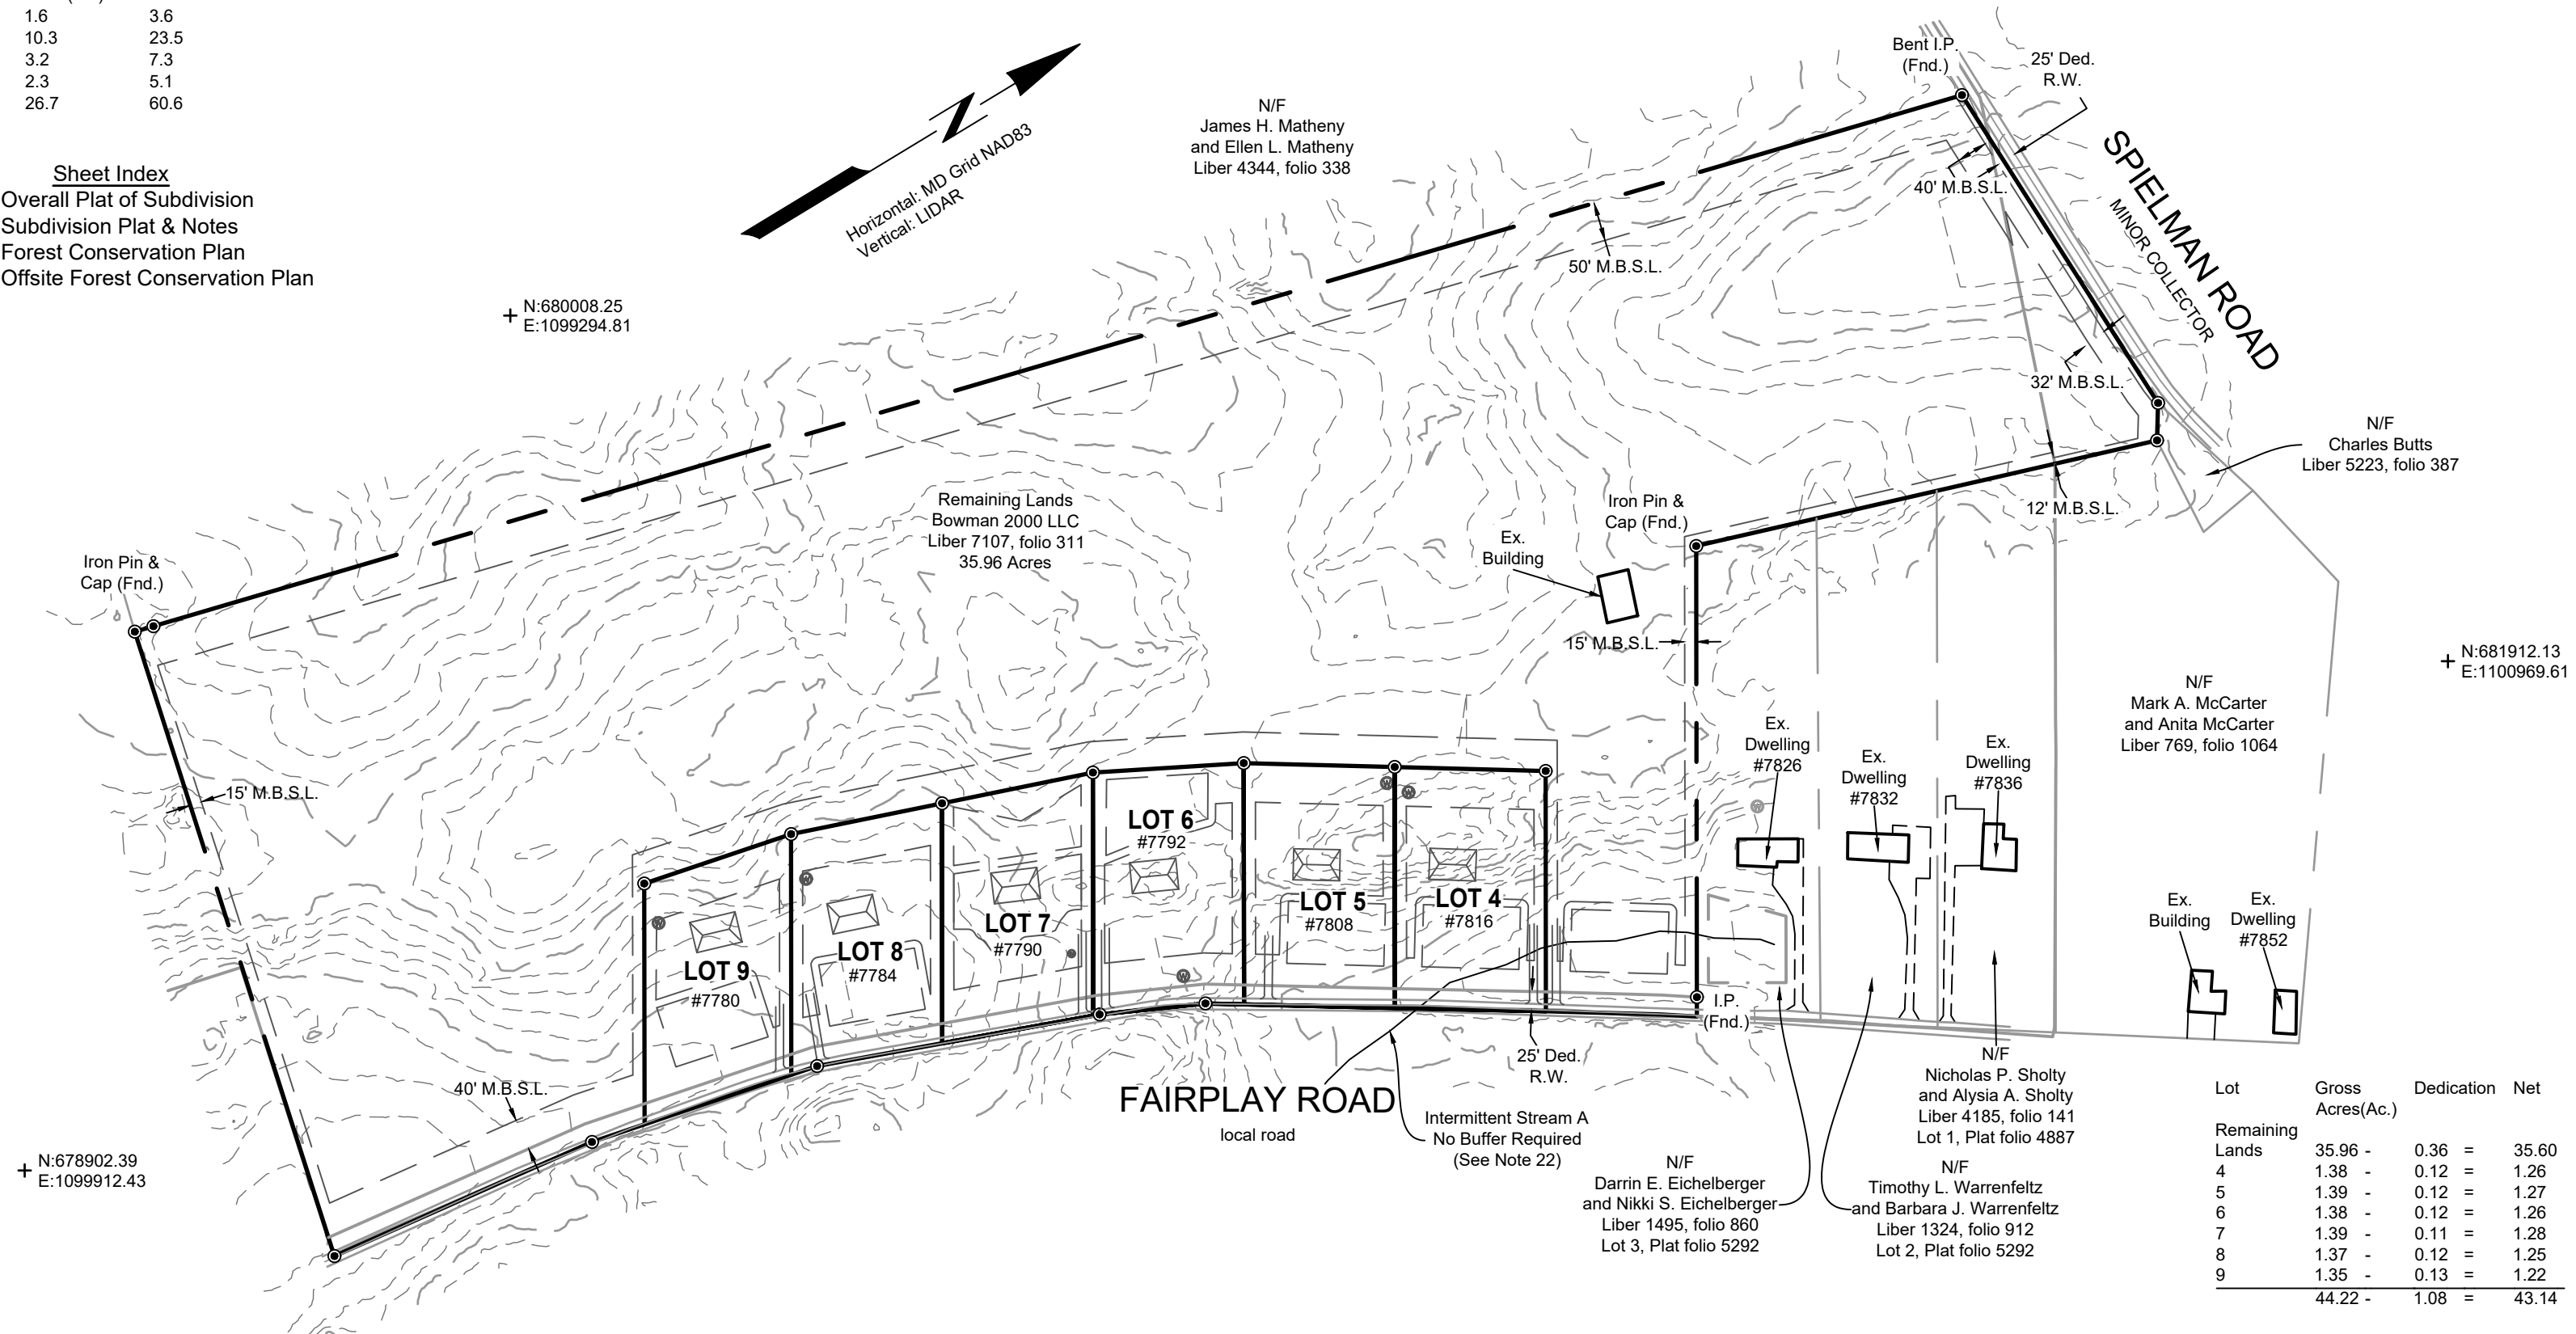 1.6 3.6
10.3 23.5
3.2 7.3
2.3 5.1
26.7 60.6
Sheet Index
Overall Plat of Subdivision
Subdivision Plat & Notes
Forest Conservation Plan
Offsite Forest Conservation Plan
N
Horizontal: MD Grid NAD83
Vertical: LIDAR
N/F
James H. Matheny
and Ellen L. Matheny
Liber 4344, folio 338
Bent I.P.
(Fnd.)
25' Ded.
R.W.
SPIELMAN ROAD
MINOR COLLECTOR
40' M.B.S.L.
50' M.B.S.L.
32' M.B.S.L.
12' M.B.S.L.
N/F
Charles Butts
Liber 5223, folio 387
N:680008.25
E:1099294.81
Remaining Lands
Bowman 2000 LLC
Liber 7107, folio 311
35.96 Acres
Iron Pin &
Cap (Fnd.)
Ex.
Building
Iron Pin &
Cap (Fnd.)
15' M.B.S.L.
15' M.B.S.L.
N:681912.13
E:1100969.61
N/F
Mark A. McCarter
and Anita McCarter
Liber 769, folio 1064
Ex.
Dwelling
#7826
Ex.
Dwelling
#7832
Ex.
Dwelling
#7836
Ex.
Building
Ex.
Dwelling
#7852
LOT 9
#7780
LOT 8
#7784
LOT 7
#7790
LOT 6
#7792
LOT 5
#7808
LOT 4
#7816
W
W
W
W
W
W
I.P.
(Fnd.)
40' M.B.S.L.
25' Ded.
R.W.
FAIRPLAY ROAD
local road
Intermittent Stream A
No Buffer Required
(See Note 22)
N:678902.39
E:1099912.43
N/F
Darrin E. Eichelberger
and Nikki S. Eichelberger
Liber 1495, folio 860
Lot 3, Plat folio 5292
N/F
Nicholas P. Sholty
and Alysia A. Sholty
Liber 4185, folio 141
Lot 1, Plat folio 4887
N/F
Timothy L. Warrenfeltz
and Barbara J. Warrenfeltz
Liber 1324, folio 912
Lot 2, Plat folio 5292
Lot Gross Dedication Net
Acres(Ac.)
Remaining
Lands 35.96 - 0.36 = 35.60
4 1.38 - 0.12 = 1.26
5 1.39 - 0.12 = 1.27
6 1.38 - 0.12 = 1.26
7 1.39 - 0.11 = 1.28
8 1.37 - 0.12 = 1.25
9 1.35 - 0.13 = 1.22
44.22 - 1.08 = 43.14